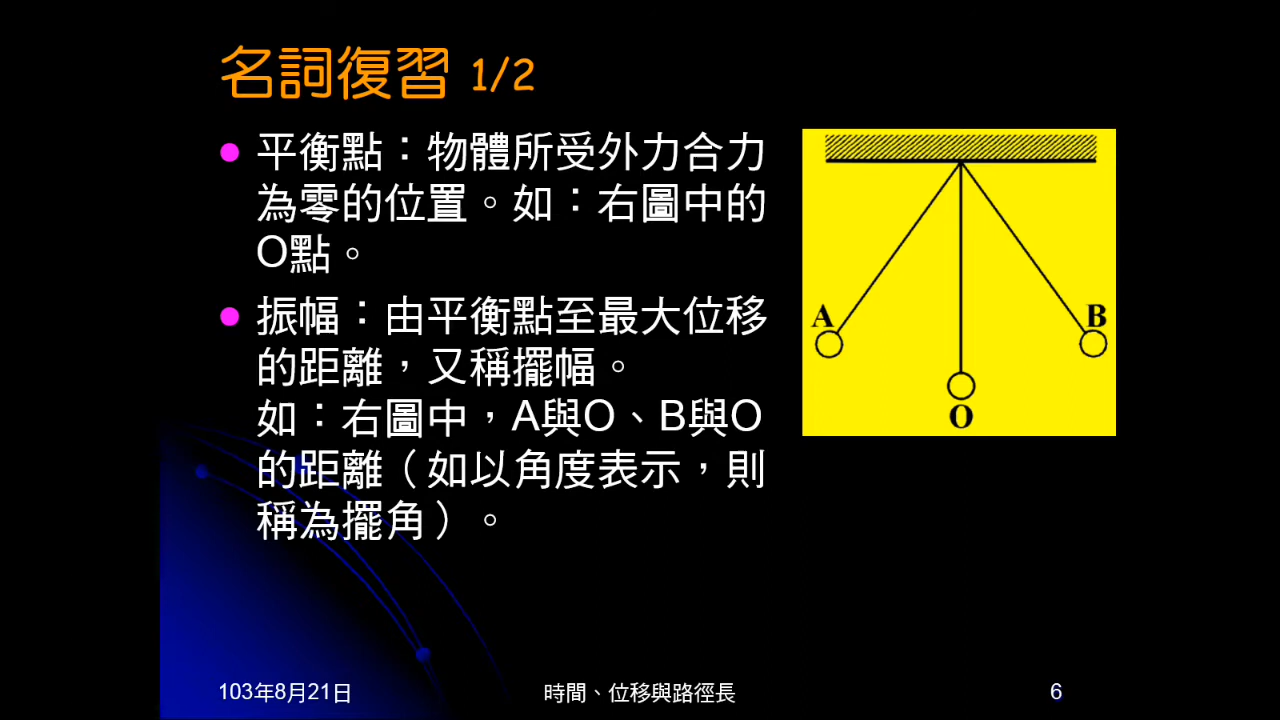 名詞復習 1/2
平衡點：物體所受外力合力
為零的位置。如：右圖中的
O點。
振幅：由平衡點至最大位移
的距離，又稱擺幅。
如：右圖中，A與O、B與O
的距離（如以角度表示，則
稱為擺角）。
A
B
O
103年8月21日
時間、位移與路徑長
6